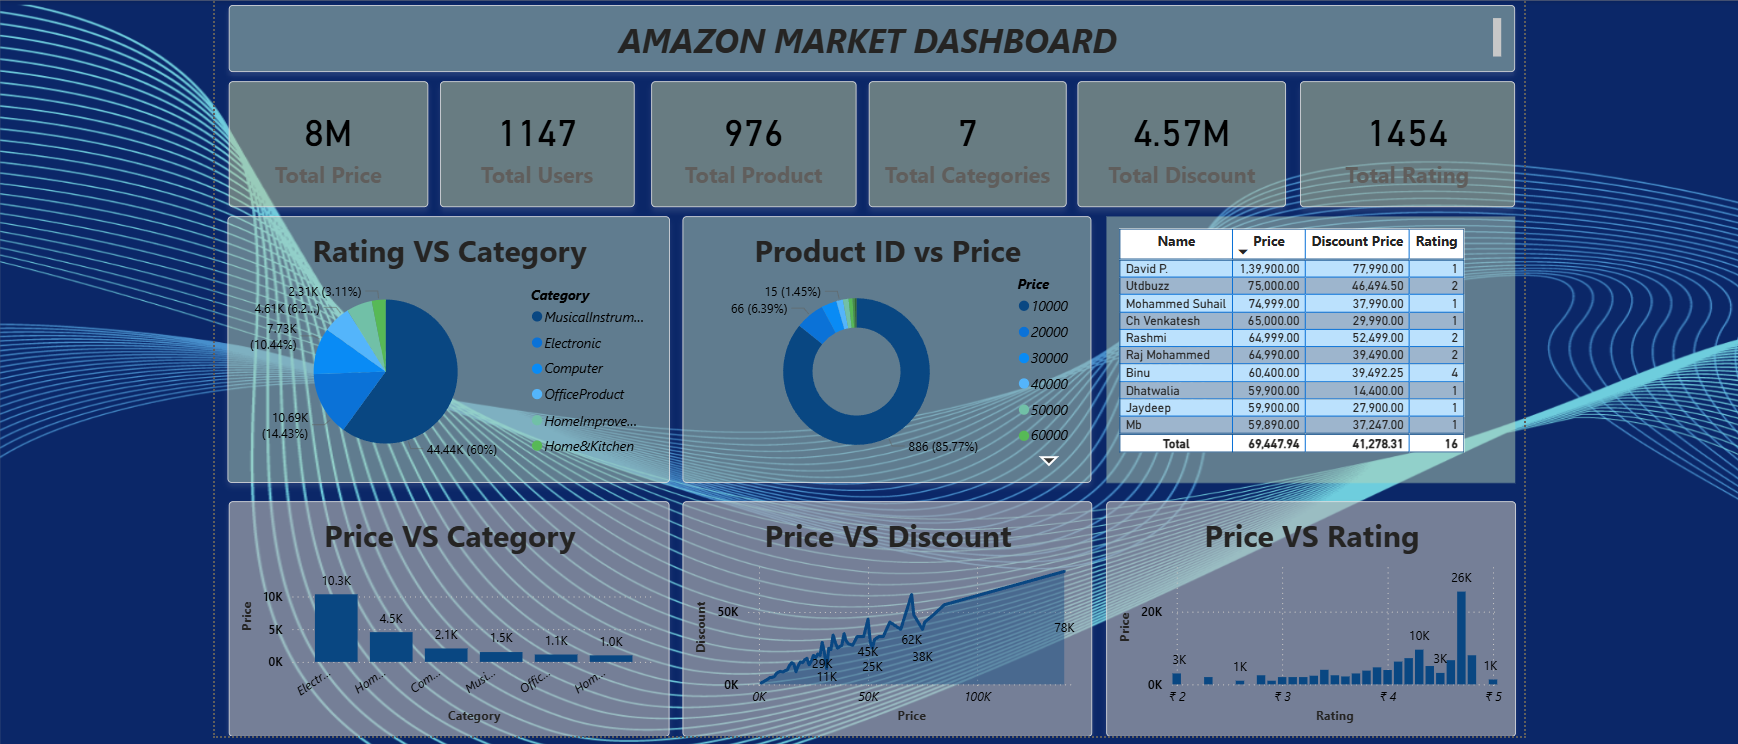 AMAZON MARKET DASHBOARD
8M
Total Price
1147
Total Users
976
Total Product
7
Total Categories
4.57M
Total Discount
1454
Total Rating
Rating VS Category
2.31K (3.11%)
4.61K (6.2...)
7.73K
(10.44%)
10.69K
(14.43%)
44.44K (60%)
Category
MusicalInstrum...
Electronic
Computer
OfficeProduct
HomeImprove...
Home&Kitchen
Product ID vs Price
15 (1.45%)
66 (6.39%)
886 (85.77%)
Price
10000
20000
30000
40000
50000
60000
Name Price Discount Price Rating
David P. 1,39,900.00 77,990.00 1
Utdbuzz 75,000.00 46,494.50 2
Mohammed Suhail 74,999.00 37,990.00 1
Ch Venkatesh 65,000.00 29,990.00 1
Rashmi 64,999.00 52,499.00 2
Raj Mohammed 64,990.00 39,490.00 2
Binu 60,400.00 39,492.25 4
Dhatwalia 59,900.00 14,400.00 1
Jaydeep 59,900.00 27,900.00 1
Mb 59,890.00 37,247.00 1
Total 69,447.94 41,278.31 16
Price VS Category
Price
10K
5K
0K
10.3K
4.5K
2.1K
1.5K
1.1K
1.0K
Electr...
Hom...
Com...
Musi...
Offic...
Hom...
Category
Price VS Discount
Discount
50K
0K
29K
11K
45K
25K
62K
38K
78K
0K
50K
100K
Price
Price VS Rating
Price
20K
0K
3K
1K
10K
3K
26K
1K
₹ 2
₹ 3
₹ 4
₹ 5
Rating